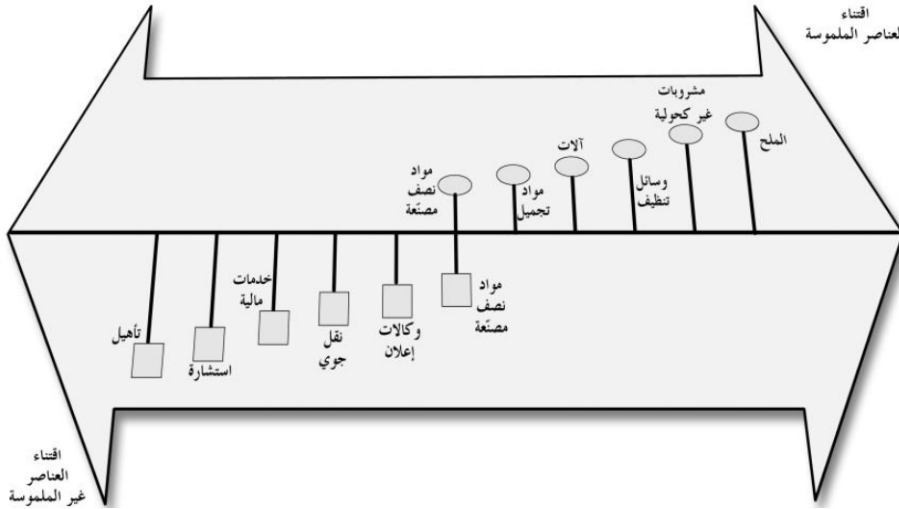 اقتناء
العناصر الملموسة
مشروبات
غير كحولية
الملح
آلات
وسائل
تنظيف
مواد
تجميل
مواد
نصف
مصنّعة
خدمات
مالية
مواد
نصف
مصنّعة
وكالات
إعلان
نقل
جوي
استشارة
تأهيل
اقتناء
العناصر
غير الملموسة